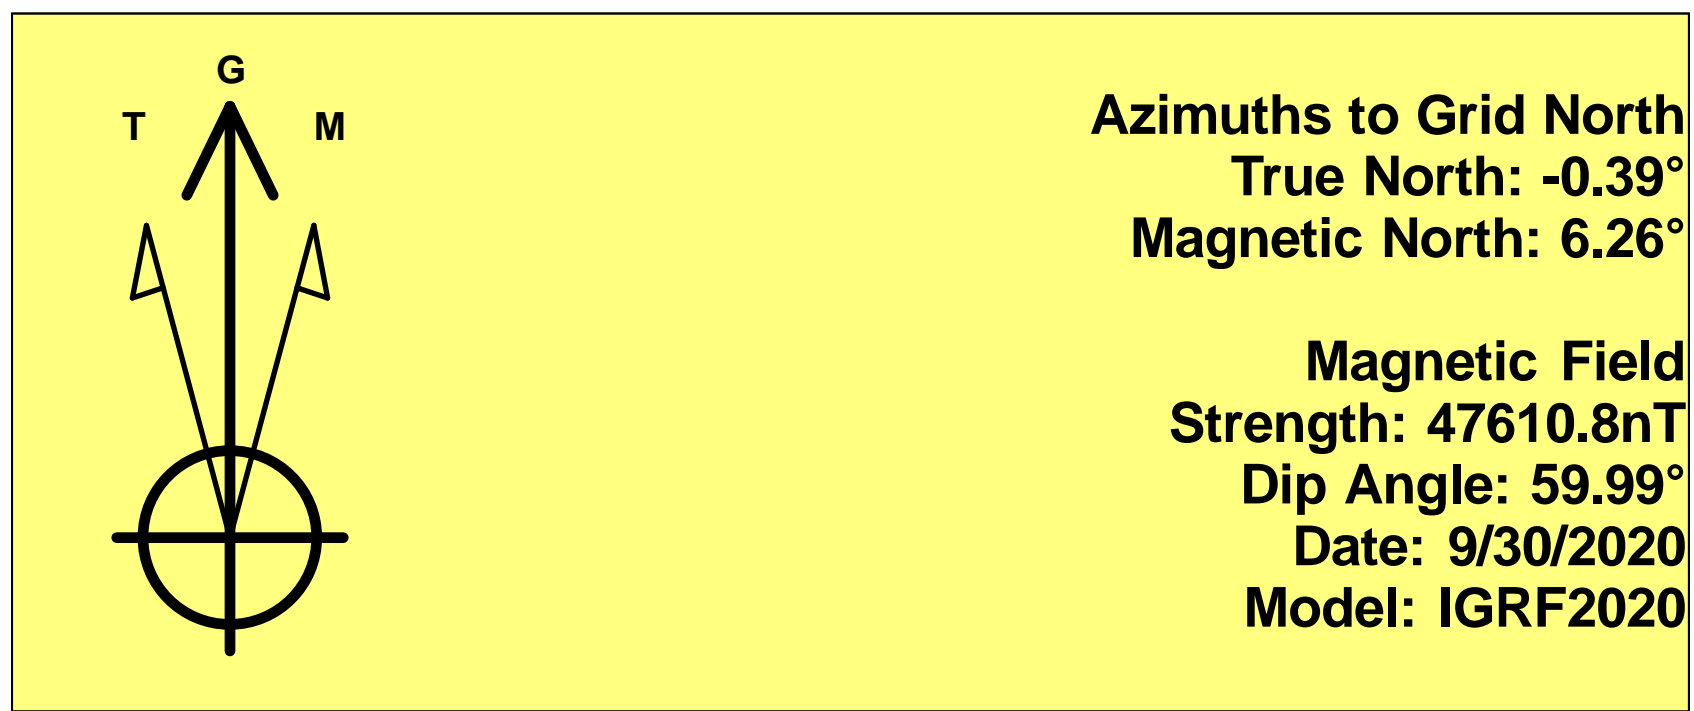 G
T M
Azimuths to Grid North
True North: -0.39°
Magnetic North: 6.26°
Magnetic Field
Strength: 47610.8nT
Dip Angle: 59.99°
Date: 9/30/2020
Model: IGRF2020